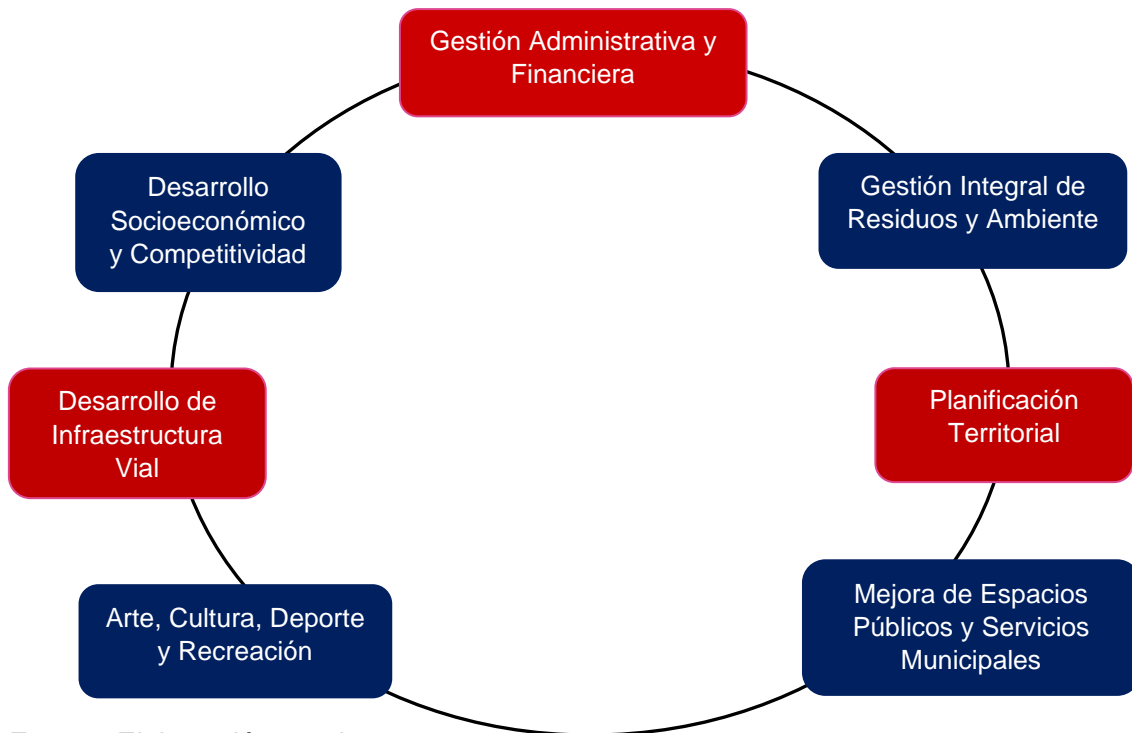 Gestión Administrativa y
Financiera
Desarrollo
Socioeconómico
y Competitividad
Gestión Integral de
Residuos y Ambiente
Desarrollo de
Infraestructura
Vial
Planificación
Territorial
Arte, Cultura, Deporte
y Recreación
Mejora de Espacios
Públicos y Servicios
Municipales